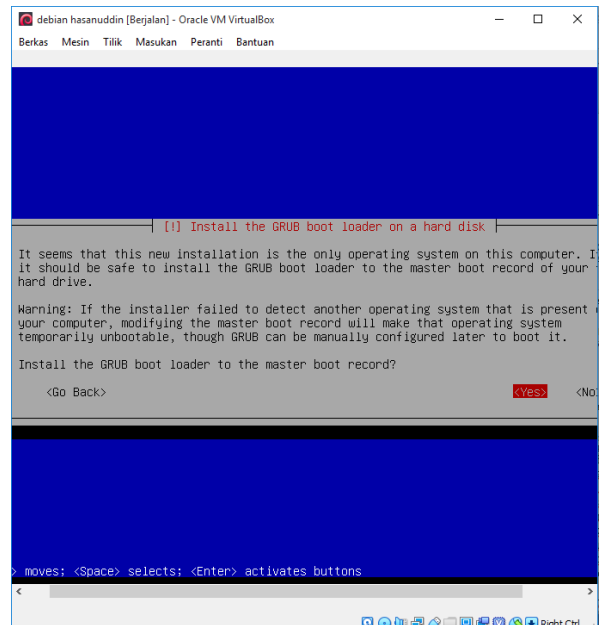 debian hasanuddin [Berjalan] - Oracle VM VirtualBox
Berkas Mesin Tilik Masukan Peranti Bantuan
[!] Install the GRUB boot loader on a hard disk
It seems that this new installation is the only operating system on this computer. I
it should be safe to install the GRUB boot loader to the master boot record of your
hard drive.
Warning: If the installer failed to detect another operating system that is present
your computer, modifying the master boot record will make that operating system
temporarily unbootable, though GRUB can be manually configured later to boot it.
Install the GRUB boot loader to the master boot record?
<Go Back> <Yes> <No
> moves; <Space> selects; <Enter> activates buttons
Right Ctrl